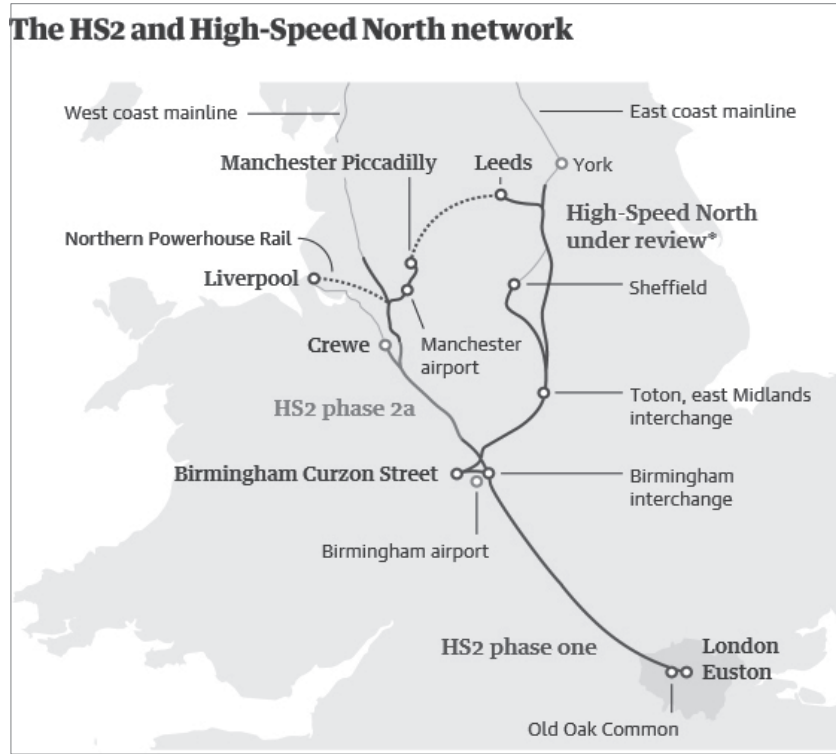 The HS2 and High-Speed North network
West coast mainline
East coast mainline
Manchester Piccadilly
Leeds
York
High-Speed North
under review*
Northern Powerhouse Rail
Liverpool
Sheffield
Crewe
Manchester
airport
HS2 phase 2a
Toton, east Midlands
interchange
Birmingham Curzon Street
Birmingham
interchange
Birmingham airport
HS2 phase one
London
Euston
Old Oak Common